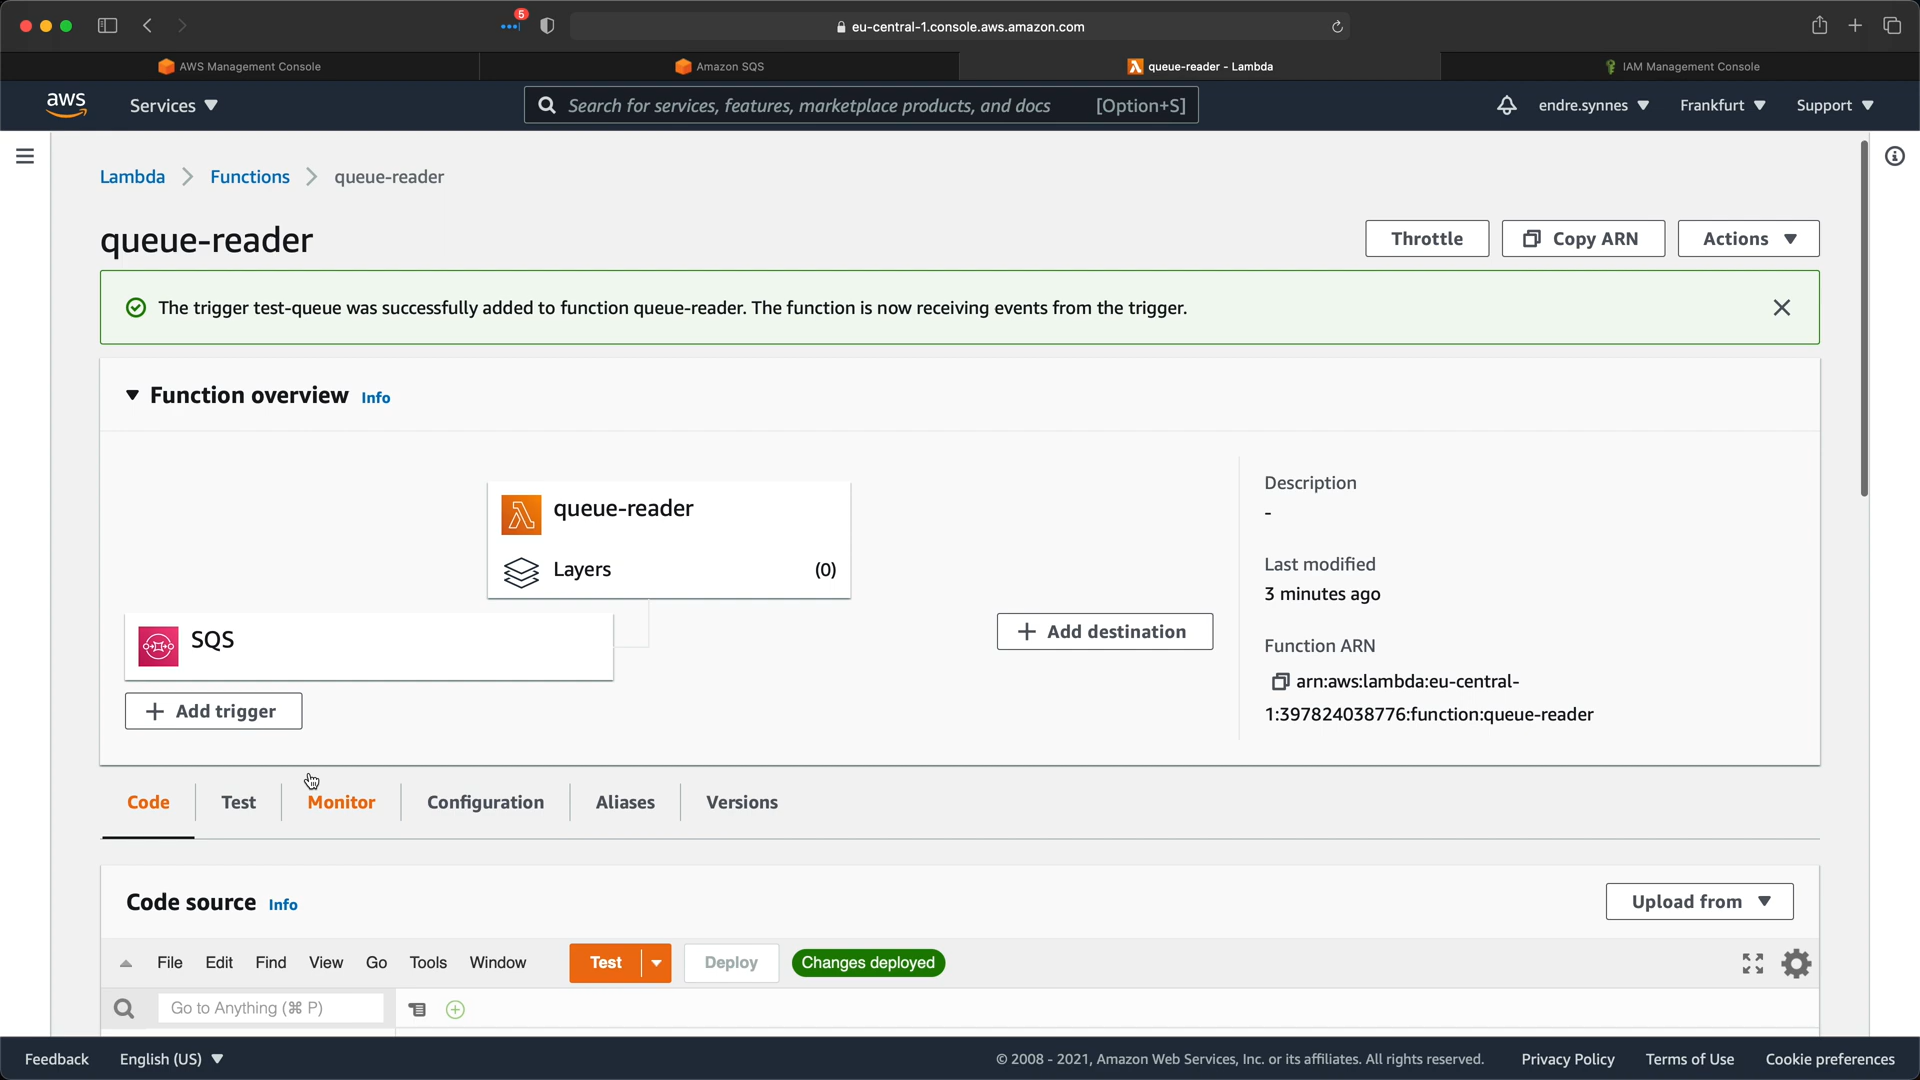 5
eu-central-1.console.aws.amazon.com
AWS Management Console
Amazon SQS
queue-reader - Lambda
IAM Management Console
aws
Services
Search for services, features, marketplace products, and docs
[Option+S]
endre.synnes
Frankfurt
Support
Lambda
Functions
queue-reader
queue-reader
Throttle
Copy ARN
Actions
The trigger test-queue was successfully added to function queue-reader. The function is now receiving events from the trigger.
Function overview Info
queue-reader
Layers
(0)
SQS
+ Add trigger
+ Add destination
Description
-
Last modified
3 minutes ago
Function ARN
arn:aws:lambda:eu-central-
1:397824038776:function:queue-reader
Code
Test
Monitor
Configuration
Aliases
Versions
Code source Info
Upload from
File
Edit
Find
View
Go
Tools
Window
Test
Deploy
Changes deployed
Go to Anything (⌘ P)
Feedback
English (US)
© 2008 - 2021, Amazon Web Services, Inc. or its affiliates. All rights reserved.
Privacy Policy
Terms of Use
Cookie preferences